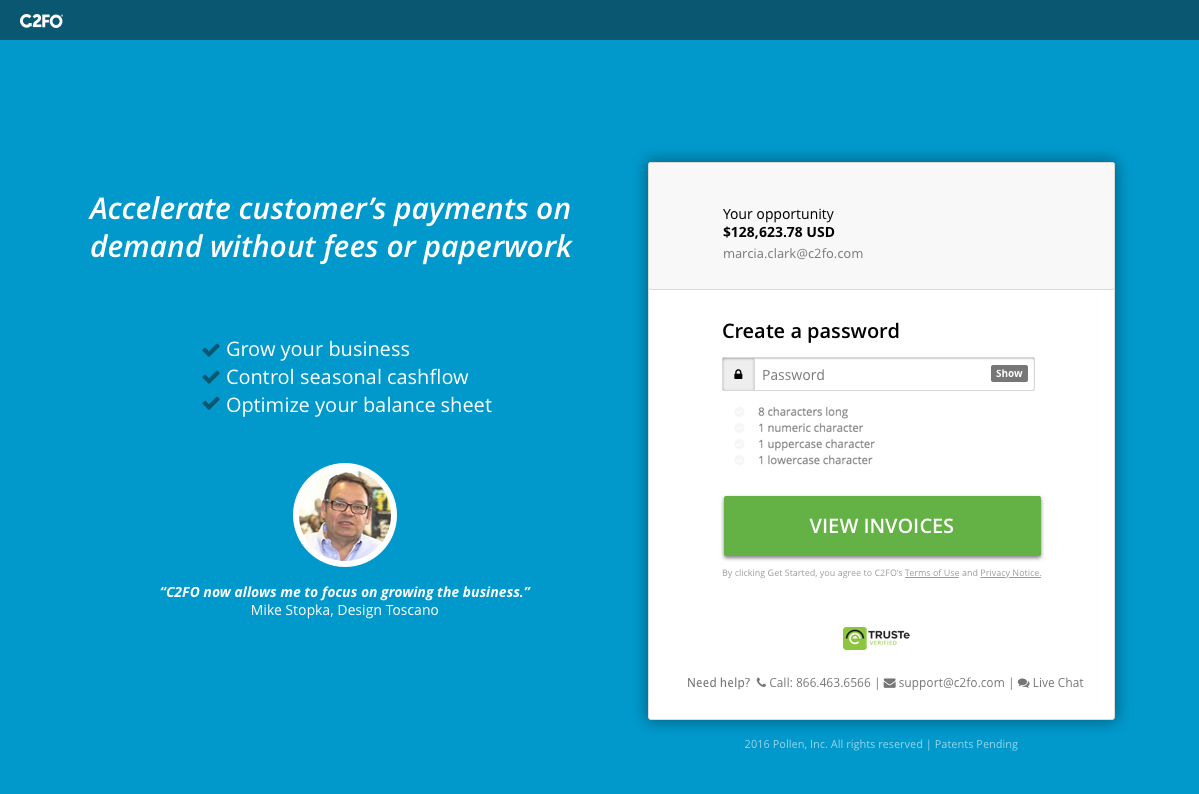 C2FO
Accelerate customer’s payments on
demand without fees or paperwork
Grow your business
Control seasonal cashflow
Optimize your balance sheet
“C2FO now allows me to focus on growing the business.”
Mike Stopka, Design Toscano
Your opportunity
$128,623.78 USD
marcia.clark@c2fo.com
Create a password
Password Show
8 characters long
1 numeric character
1 uppercase character
1 lowercase character
VIEW INVOICES
By clicking Get Started, you agree to C2FO's Terms of Use and Privacy Notice.
TRUSTe
VERIFIED
Need help? Call: 866.463.6566 | support@c2fo.com | Live Chat
2016 Pollen, Inc. All rights reserved | Patents Pending